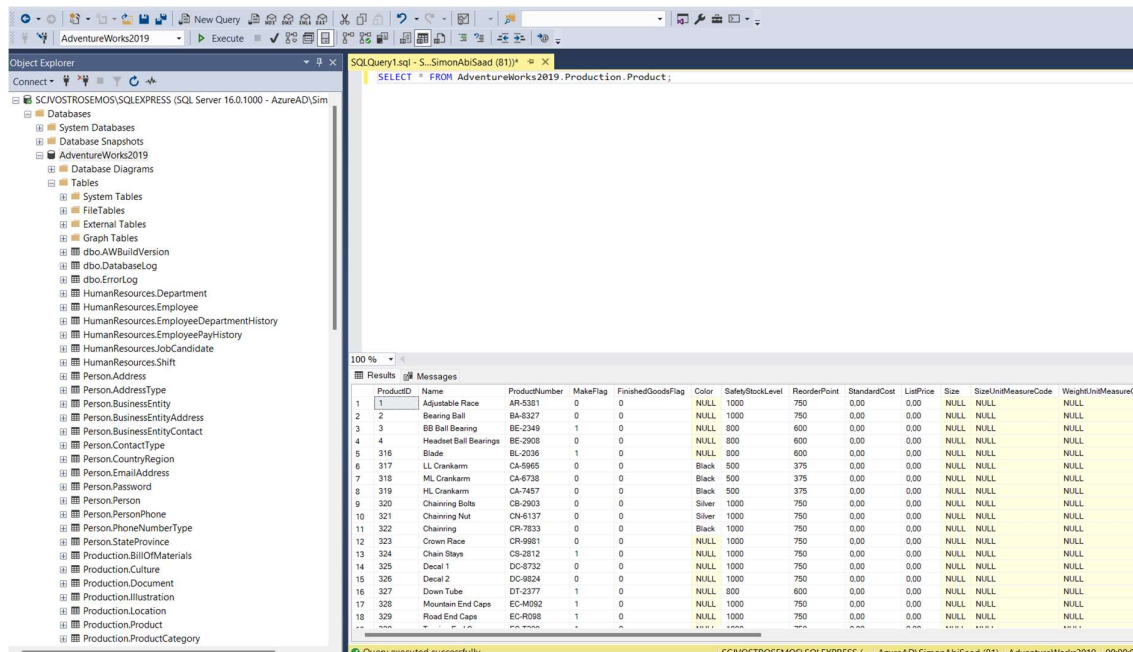 New Query MDX DMX XMLA DAX
AdventureWorks2019 Execute
Object Explorer
Connect
SCJVOSTROSEMOS\SQLEXPRESS (SQL Server 16.0.1000 - AzureAD\Sim
Databases
System Databases
Database Snapshots
AdventureWorks2019
Database Diagrams
Tables
System Tables
FileTables
External Tables
Graph Tables
dbo.AWBuildVersion
dbo.DatabaseLog
dbo.ErrorLog
HumanResources.Department
HumanResources.Employee
HumanResources.EmployeeDepartmentHistory
HumanResources.EmployeePayHistory
HumanResources.JobCandidate
HumanResources.Shift
Person.Address
Person.AddressType
Person.BusinessEntity
Person.BusinessEntityAddress
Person.BusinessEntityContact
Person.ContactType
Person.CountryRegion
Person.EmailAddress
Person.Password
Person.Person
Person.PersonPhone
Person.PhoneNumberType
Person.StateProvince
Production.BillOfMaterials
Production.Culture
Production.Document
Production.Illustration
Production.Location
Production.Product
Production.ProductCategory
SQLQuery1.sql - S...SimonAbiSaad (81))*
SELECT * FROM AdventureWorks2019.Production.Product;
100 %
Results Messages
ProductID Name ProductNumber MakeFlag FinishedGoodsFlag Color SafetyStockLevel ReorderPoint StandardCost ListPrice Size SizeUnitMeasureCode WeightUnitMeasureC
1 1 Adjustable Race AR-5381 0 0 NULL 1000 750 0,00 0,00 NULL NULL NULL
2 2 Bearing Ball BA-8327 0 0 NULL 1000 750 0,00 0,00 NULL NULL NULL
3 3 BB Ball Bearing BE-2349 1 0 NULL 800 600 0,00 0,00 NULL NULL NULL
4 4 Headset Ball Bearings BE-2908 0 0 NULL 800 600 0,00 0,00 NULL NULL NULL
5 316 Blade BL-2036 1 0 NULL 800 600 0,00 0,00 NULL NULL NULL
6 317 LL Crankarm CA-5965 0 0 Black 500 375 0,00 0,00 NULL NULL NULL
7 318 ML Crankarm CA-6738 0 0 Black 500 375 0,00 0,00 NULL NULL NULL
8 319 HL Crankarm CA-7457 0 0 Black 500 375 0,00 0,00 NULL NULL NULL
9 320 Chainring Bolts CB-2903 0 0 Silver 1000 750 0,00 0,00 NULL NULL NULL
10 321 Chainring Nut CN-6137 0 0 Silver 1000 750 0,00 0,00 NULL NULL NULL
11 322 Chainring CR-7833 0 0 Black 1000 750 0,00 0,00 NULL NULL NULL
12 323 Crown Race CR-9981 0 0 NULL 1000 750 0,00 0,00 NULL NULL NULL
13 324 Chain Stays CS-2812 1 0 NULL 1000 750 0,00 0,00 NULL NULL NULL
14 325 Decal 1 DC-8732 0 0 NULL 1000 750 0,00 0,00 NULL NULL NULL
15 326 Decal 2 DC-9824 0 0 NULL 1000 750 0,00 0,00 NULL NULL NULL
16 327 Down Tube DT-2377 1 0 NULL 800 600 0,00 0,00 NULL NULL NULL
17 328 Mountain End Caps EC-M092 1 0 NULL 1000 750 0,00 0,00 NULL NULL NULL
18 329 Road End Caps EC-R098 1 0 NULL 1000 750 0,00 0,00 NULL NULL NULL
Query executed successfully. SCJVOSTROSEMOS\SQLEXPRESS AzureAD\SimonAbiSaad (81) AdventureWorks2019